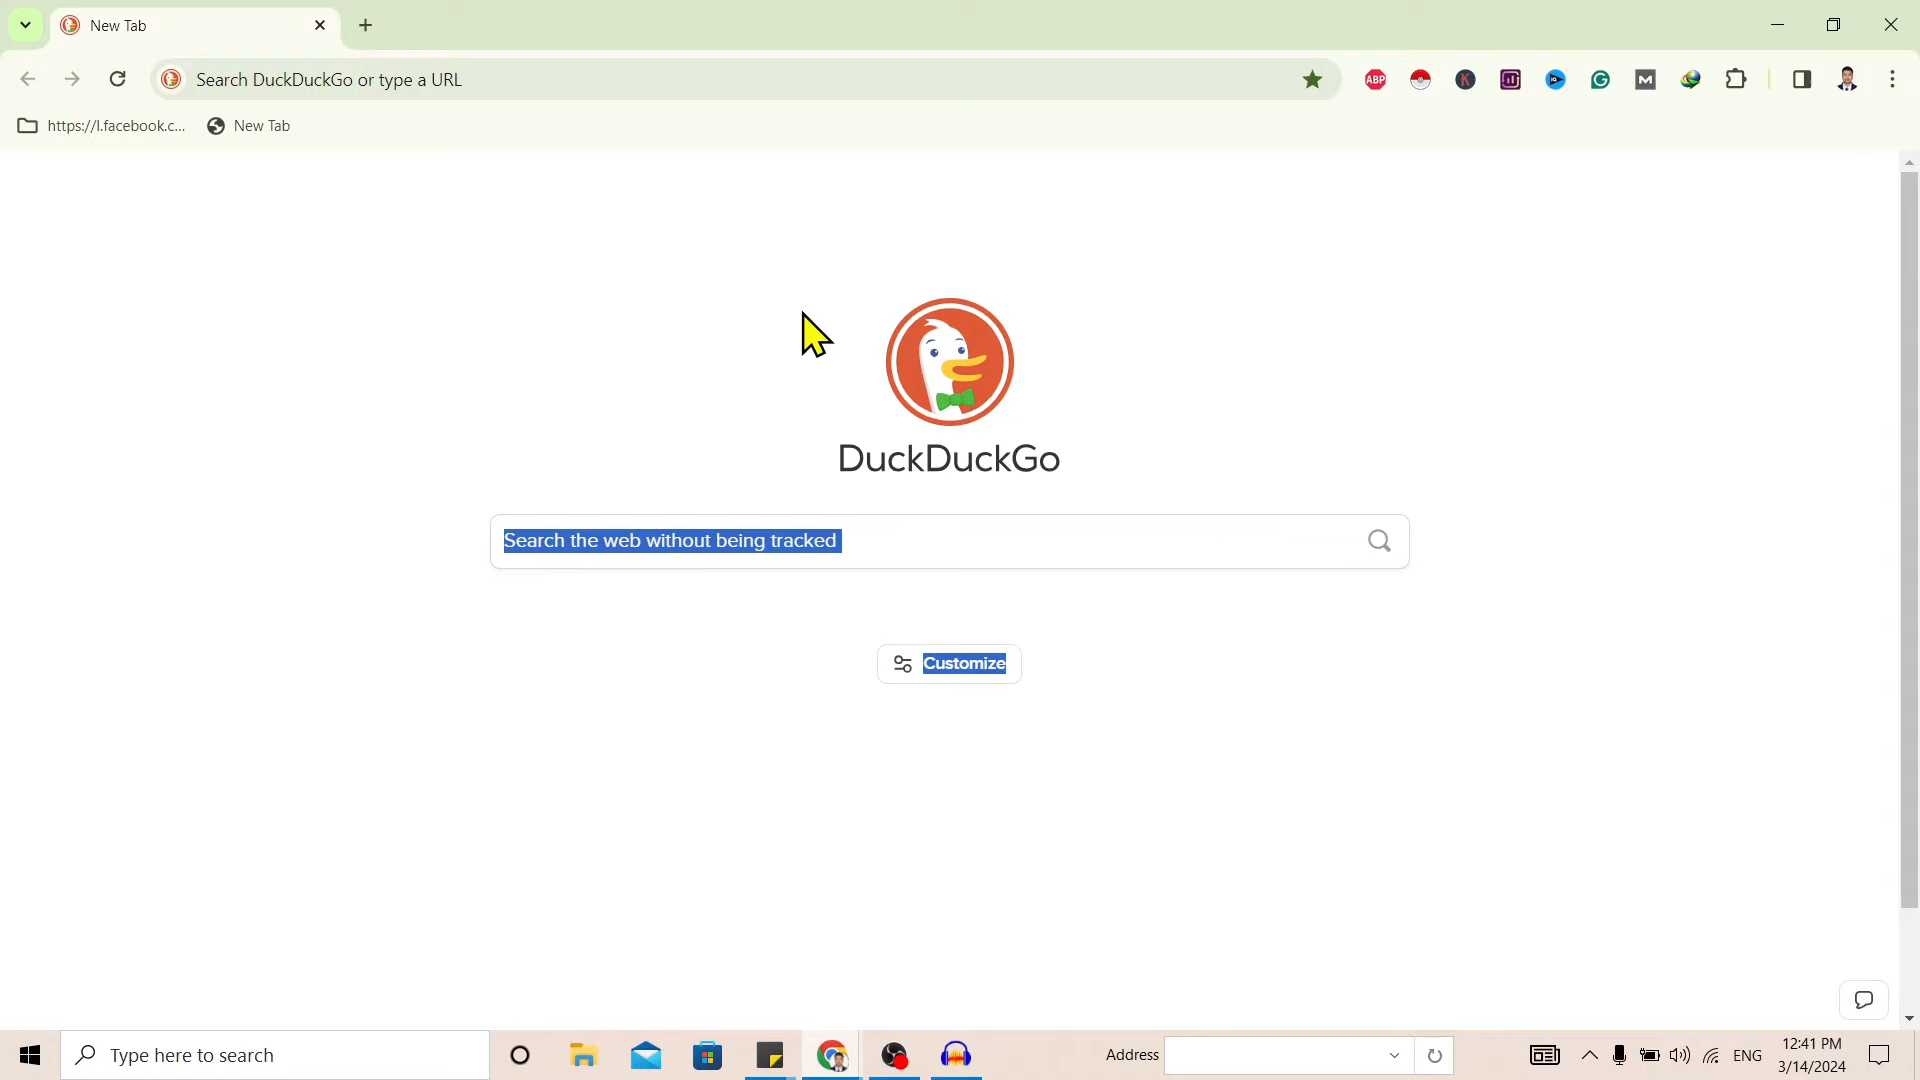 New Tab
Search DuckDuckGo or type a URL
ABP
K
IQ
G
M
https://l.facebook.c...
New Tab
DuckDuckGo
Search the web without being tracked
Customize
Type here to search
Address
ENG
12:41 PM
3/14/2024